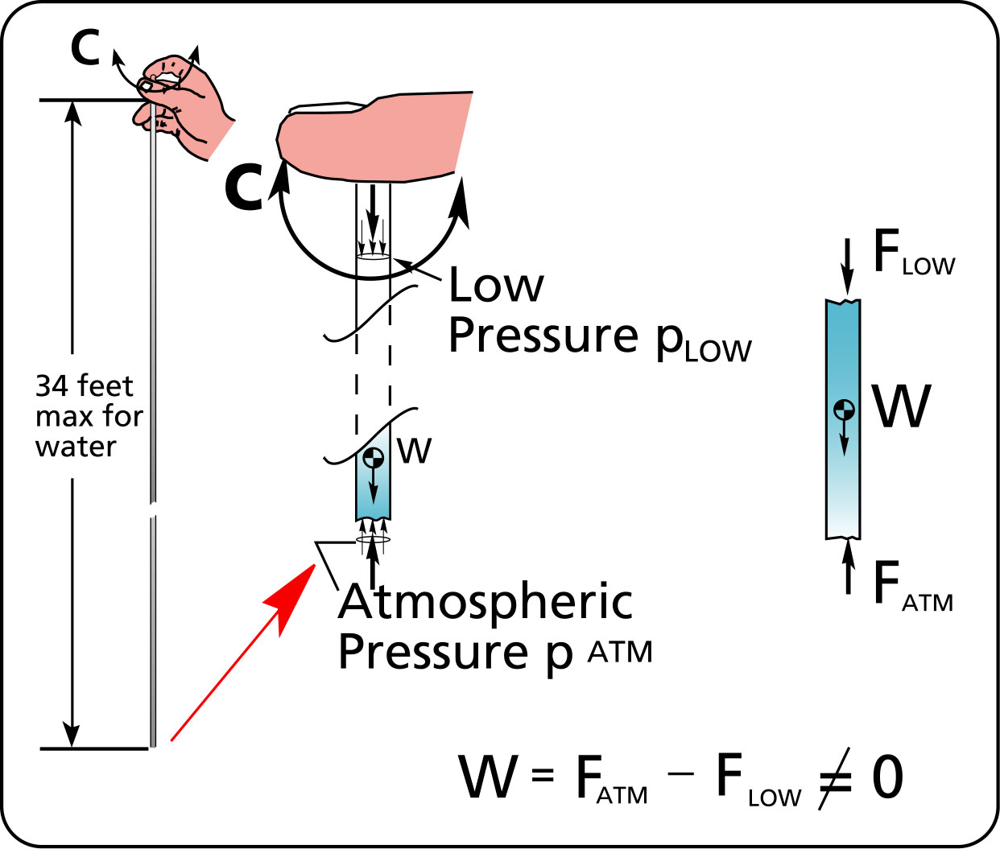 C
34 feet
max for
water
C
Low
Pressure pLOW
W
Atmospheric
Pressure p ATM
FLOW
W
FATM
W = FATM − FLOW ≠ 0